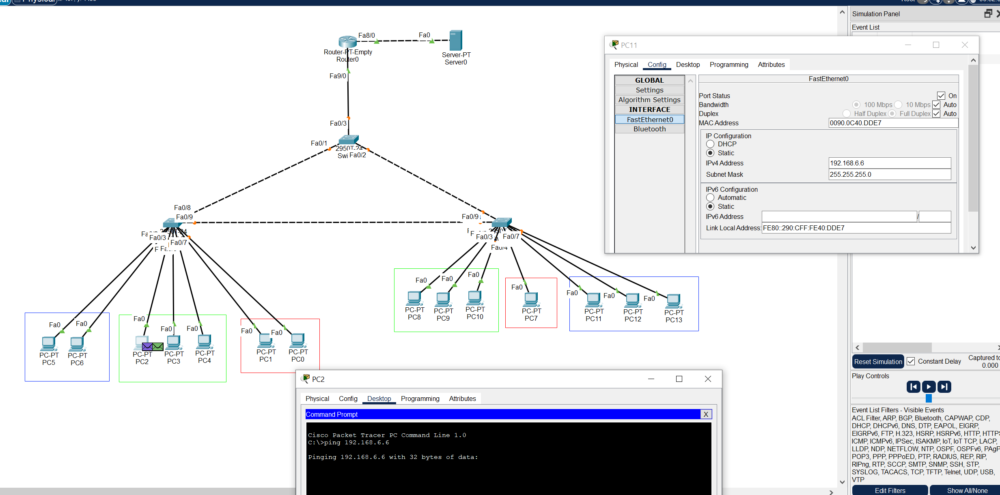 Physical
Simulation Panel
Event List
Fa8/0
Fa0
Router-PT-Empty
Router0
Server-PT
Server0
Fa9/0
Fa0/3
Fa0/1
2950T-24
Fa0/2
Fa0/8
Fa0/9
Fa0/3
Fa0/7
Fa0/9
Fa0/3
Fa0/7
Fa0/4
Fa0
Fa0
PC-PT
PC5
PC-PT
PC6
Fa0
Fa0
Fa0
PC-PT
PC2
PC-PT
PC3
PC-PT
PC4
Fa0
Fa0
PC-PT
PC1
PC-PT
PC0
Fa0
Fa0
Fa0
PC-PT
PC8
PC-PT
PC9
PC-PT
PC10
Fa0
PC-PT
PC7
Fa0
Fa0
Fa0
PC-PT
PC11
PC-PT
PC12
PC-PT
PC13
PC11
Physical Config Desktop Programming Attributes
GLOBAL
Settings
Algorithm Settings
INTERFACE
FastEthernet0
Bluetooth
FastEthernet0
Port Status On
Bandwidth 100 Mbps 10 Mbps Auto
Duplex Half Duplex Full Duplex Auto
MAC Address 0090.0C40.DDE7
IP Configuration
DHCP
Static
IPv4 Address 192.168.6.6
Subnet Mask 255.255.255.0
IPv6 Configuration
Automatic
Static
IPv6 Address /
Link Local Address: FE80::290:CFF:FE40:DDE7
PC2
Physical Config Desktop Programming Attributes
Command Prompt X
Cisco Packet Tracer PC Command Line 1.0
C:\>ping 192.168.6.6
Pinging 192.168.6.6 with 32 bytes of data:
Reset Simulation Constant Delay Captured to
0.000
Play Controls
Event List Filters - Visible Events
ACL Filter, ARP, BGP, Bluetooth, CAPWAP, CDP,
DHCP, DHCPv6, DNS, DTP, EAPOL, EIGRP,
EIGRPv6, FTP, H.323, HSRP, HSRPv6, HTTP, HTTPS
ICMP, ICMPv6, IPSec, ISAKMP, IoT, IoT TCP, LACP,
LLDP, NDP, NETFLOW, NTP, OSPF, OSPFv6, PAgP
POP3, PPP, PPPoED, PTP, RADIUS, REP, RIP,
RIPng, RTP, SCCP, SMTP, SNMP, SSH, STP,
SYSLOG, TACACS, TCP, TFTP, Telnet, UDP, USB,
VTP
Edit Filters Show All/None